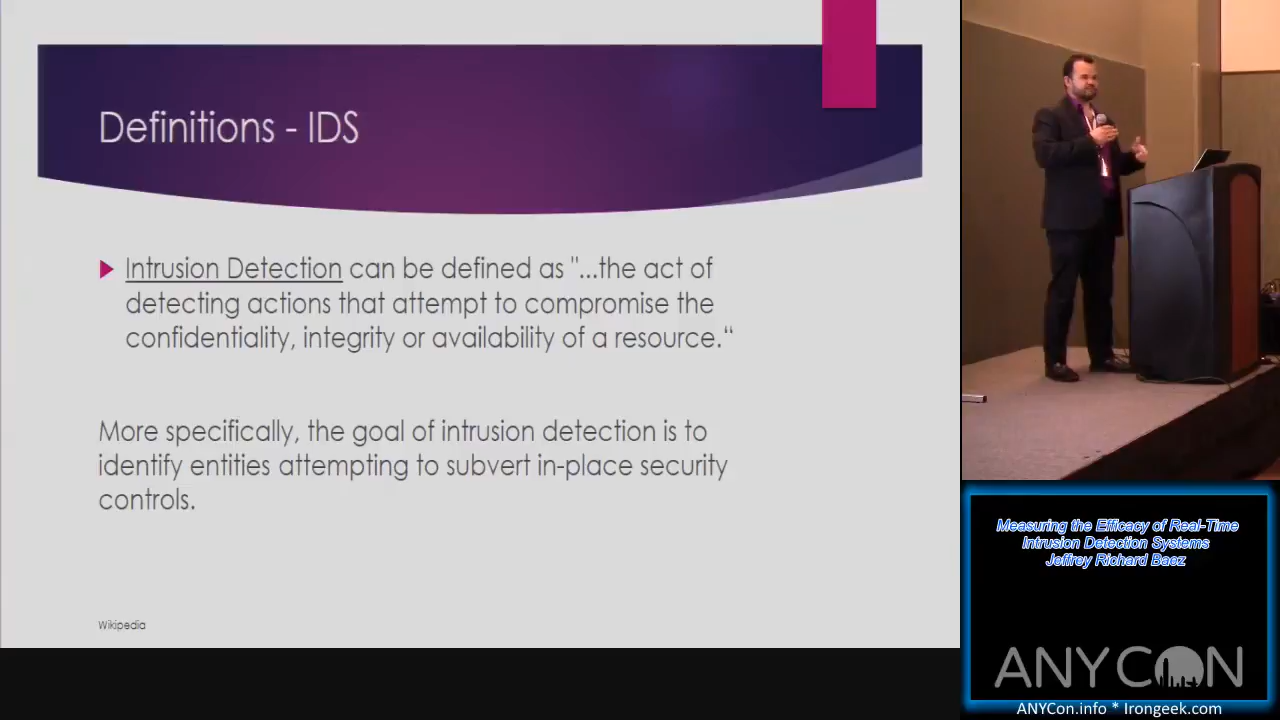 Definitions - IDS
Intrusion Detection can be defined as "...the act of
detecting actions that attempt to compromise the
confidentiality, integrity or availability of a resource.“
More specifically, the goal of intrusion detection is to
identify entities attempting to subvert in-place security
controls.
Wikipedia
Measuring the Efficacy of Real-Time
Intrusion Detection Systems
Jeffrey Richard Baez
ANYCON
ANYCon.info * Irongeek.com